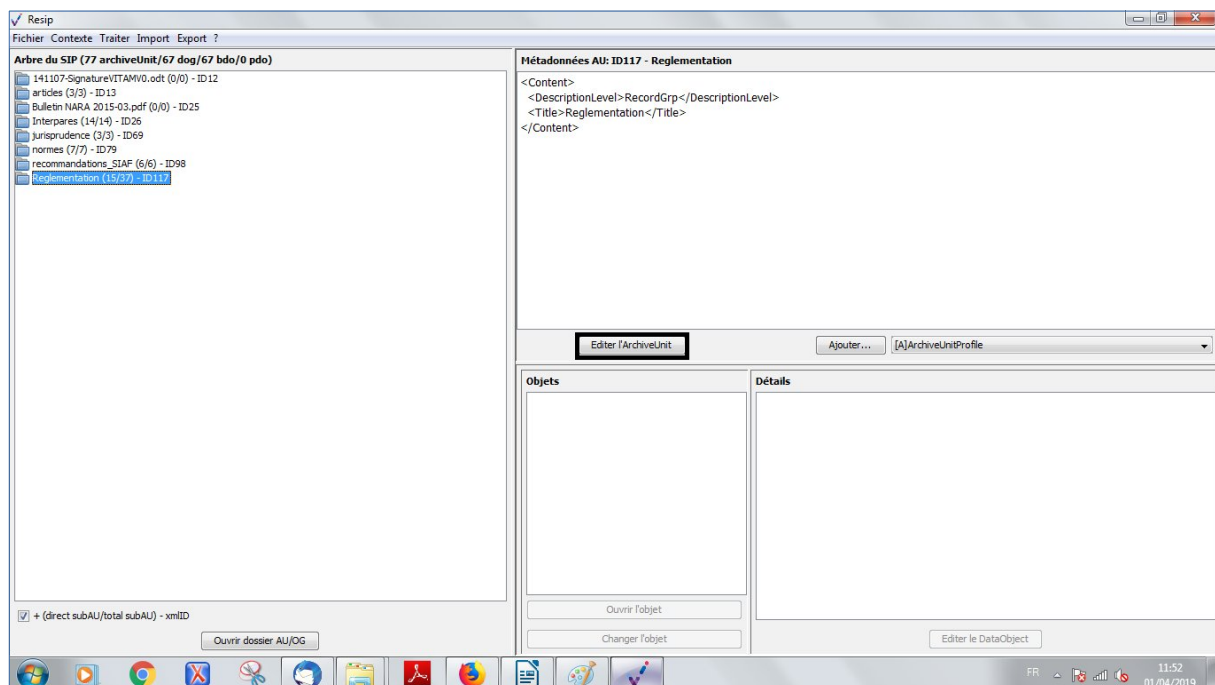 Resip
Fichier Contexte Traiter Import Export ?
Arbre du SIP (77 archiveUnit/67 dog/67 bdo/0 pdo)
141107-SignatureVITAMV0.odt (0/0) - ID12
articles (3/3) - ID13
Bulletin NARA 2015-03.pdf (0/0) - ID25
Interpares (14/14) - ID26
jurisprudence (3/3) - ID69
normes (7/7) - ID79
recommandations_SIAF (6/6) - ID98
Reglementation (15/37) - ID117
+ (direct subAU/total subAU) - xmlID
Ouvrir dossier AU/OG
Métadonnées AU: ID117 - Reglementation
<Content>
<DescriptionLevel>RecordGrp</DescriptionLevel>
<Title>Reglementation</Title>
</Content>
Editer l'ArchiveUnit
Ajouter...
[A]ArchiveUnitProfile
Objets
Détails
Ouvrir l'objet
Changer l'objet
Editer le DataObject
FR
11:52
01/04/2019